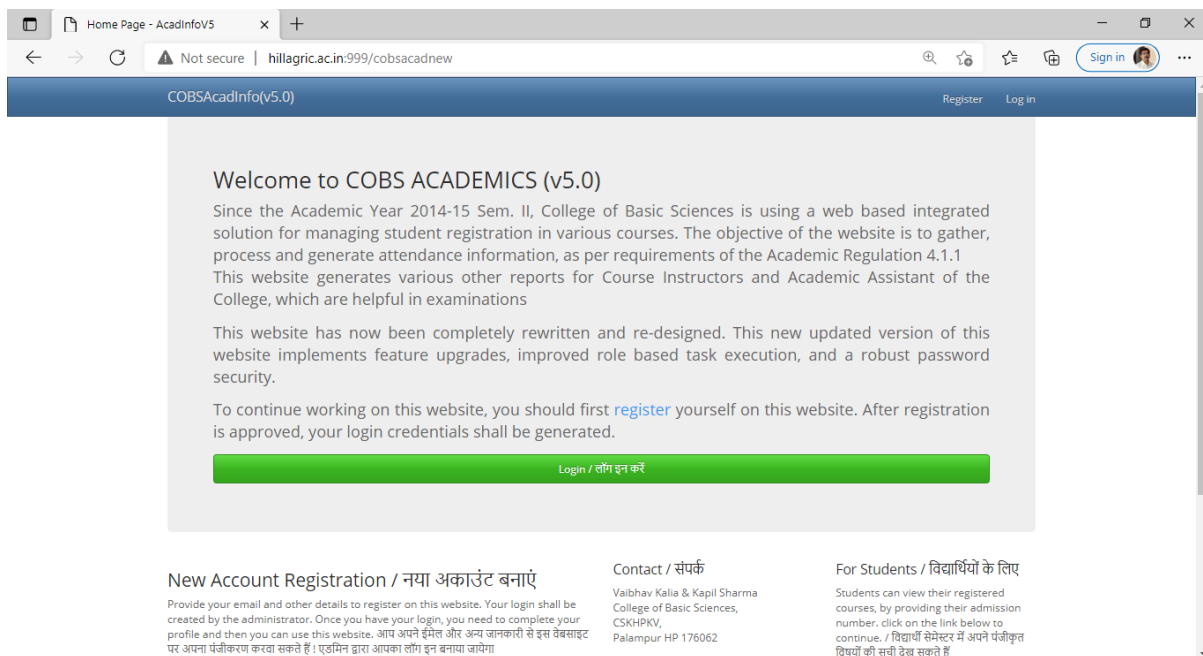 Home Page - AcadInfoV5
Not secure | hillagric.ac.in:999/cobsacadnew
Sign in
COBSAcadInfo(v5.0)
Register Log in
Welcome to COBS ACADEMICS (v5.0)
Since the Academic Year 2014-15 Sem. II, College of Basic Sciences is using a web based integrated
solution for managing student registration in various courses. The objective of the website is to gather,
process and generate attendance information, as per requirements of the Academic Regulation 4.1.1
This website generates various other reports for Course Instructors and Academic Assistant of the
College, which are helpful in examinations
This website has now been completely rewritten and re-designed. This new updated version of this
website implements feature upgrades, improved role based task execution, and a robust password
security.
To continue working on this website, you should first register yourself on this website. After registration
is approved, your login credentials shall be generated.
Login / लॉग इन करें
New Account Registration / नया अकाउंट बनाएं
Provide your email and other details to register on this website. Your login shall be
created by the administrator. Once you have your login, you need to complete your
profile and then you can use this website. आप अपने ईमेल और अन्य जानकारी से इस वेबसाइट
पर अपना पंजीकरण करवा सकते हैं ! एडमिन द्वारा आपका लॉग इन बनाया जायेगा
Contact / संपर्क
Vaibhav Kalia & Kapil Sharma
College of Basic Sciences,
CSKHPKV,
Palampur HP 176062
For Students / विद्यार्थियों के लिए
Students can view their registered
courses, by providing their admission
number. click on the link below to
continue. / विद्यार्थी सेमेस्टर में अपने पंजीकृत
विषयों की सूची देख सकते हैं